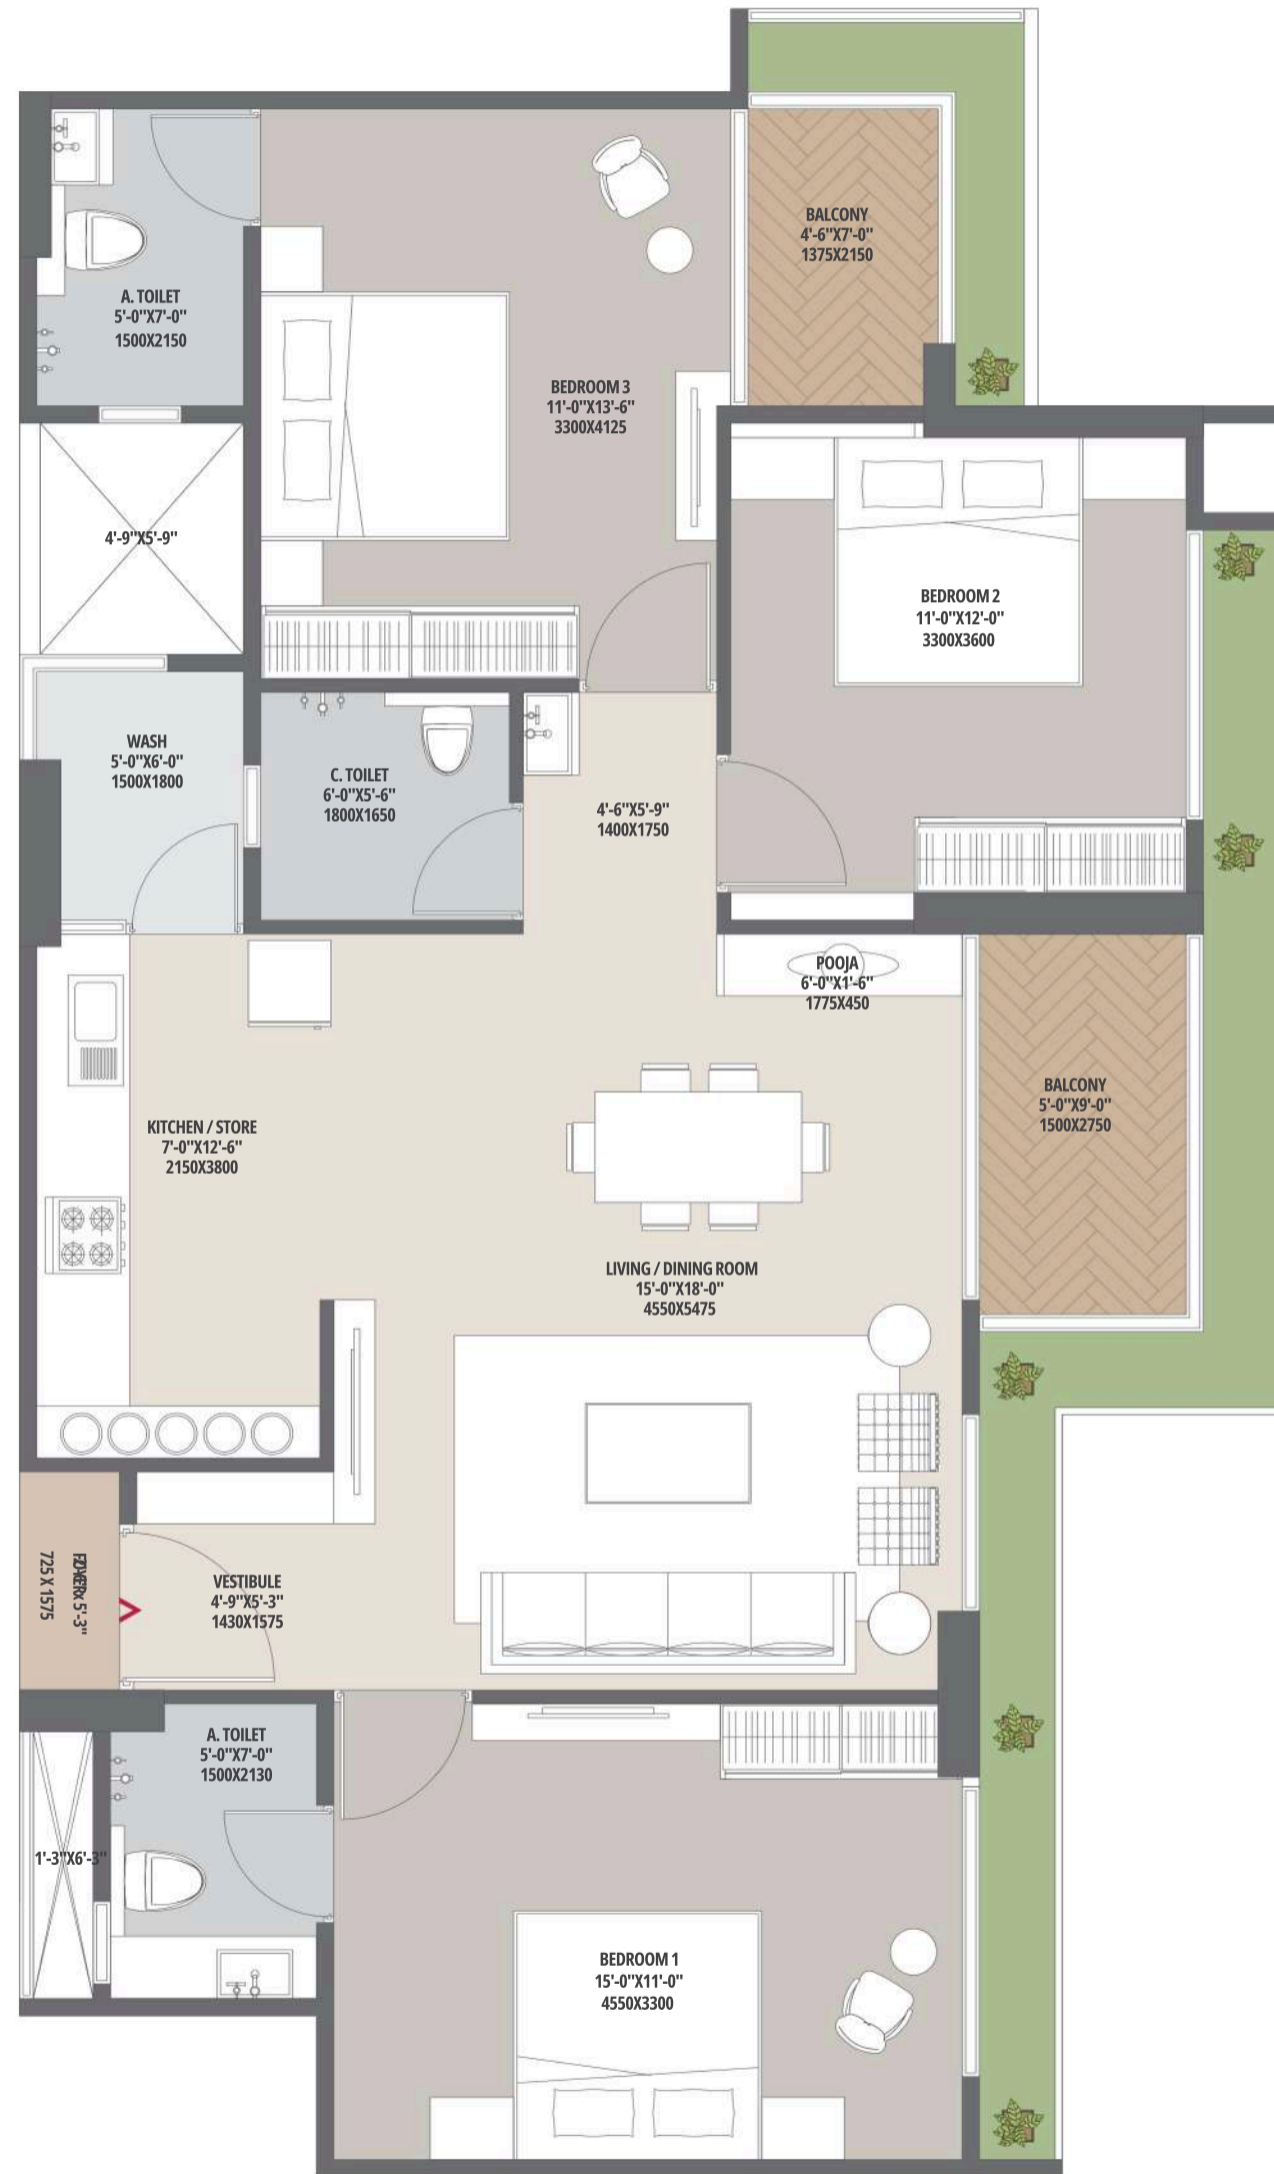 BALCONY
4'-6"X7'-0"
1375X2150
A. TOILET
5'-0"X7'-0"
1500X2150
BEDROOM 3
11'-0"X13'-6"
3300X4125
4'-9"X5'-9"
BEDROOM 2
11'-0"X12'-0"
3300X3600
WASH
5'-0"X6'-0"
1500X1800
C. TOILET
6'-0"X5'-6"
1800X1650
4'-6"X5'-9"
1400X1750
POOJA
6'-0"X1'-6"
1775X450
BALCONY
5'-0"X9'-0"
1500X2750
KITCHEN / STORE
7'-0"X12'-6"
2150X3800
LIVING / DINING ROOM
15'-0"X18'-0"
4550X5475
x 5'-3"
725 X 1575
VESTIBULE
4'-9"X5'-3"
1430X1575
A. TOILET
5'-0"X7'-0"
1500X2130
1'-3"X6'-3"
BEDROOM 1
15'-0"X11'-0"
4550X3300